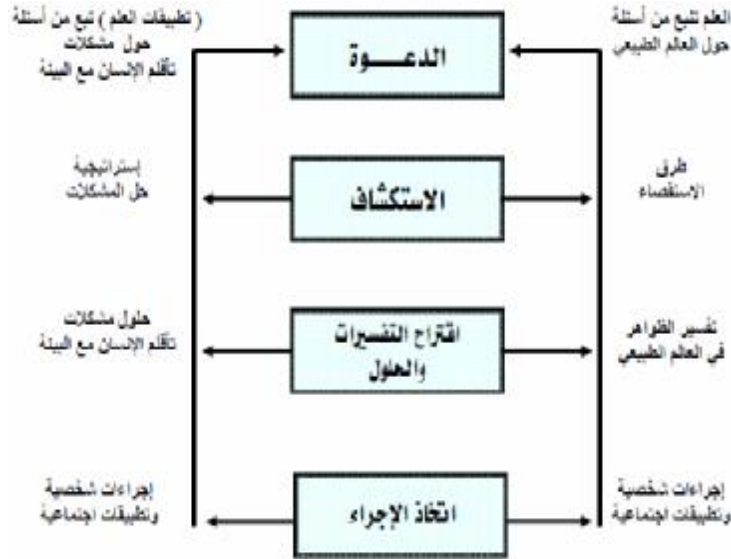 العلم تنبع من أسئلة
حول العالم الطبيعي
الدعـــوة
( تطبيقات العلم ) تبع من أسئلة
حول مشكلات
تأقلم الإنسان مع البيئة
طرق
الاستقصاء
الاستكشاف
إستراتيجية
حل المشكلات
تفسير الظواهر
في العالم الطبيعي
اقتراح التفسيرات
والحلول
حلول مشكلات
تأقلم الإنسان مع البيئة
إجراءات شخصية
وتطبيقات اجتماعية
اتخاذ الإجراء
إجراءات شخصية
وتطبيقات اجتماعية